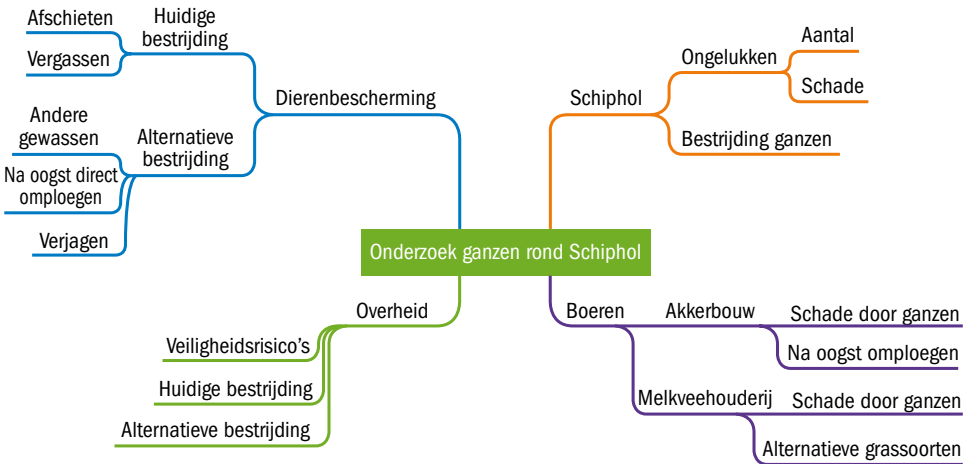 Onderzoek ganzen rond Schiphol
Dierenbescherming
Huidige
bestrijding
Afschieten
Vergassen
Alternatieve
bestrijding
Andere
gewassen
Na oogst direct
omploegen
Verjagen
Schiphol
Ongelukken
Aantal
Schade
Bestrijding ganzen
Overheid
Veiligheidsrisico’s
Huidige bestrijding
Alternatieve bestrijding
Boeren
Akkerbouw
Schade door ganzen
Na oogst omploegen
Melkveehouderij
Schade door ganzen
Alternatieve grassoorten